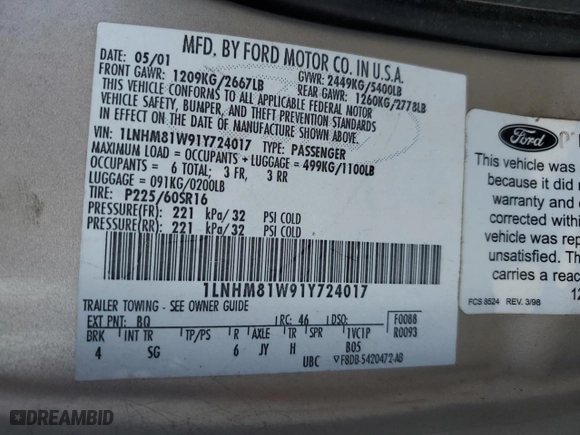 MFD. BY FORD MOTOR CO. IN U.S.A.
DATE: 05/01 GVWR: 2449KG/5400LB
FRONT GAWR: 1209KG/2667LB REAR GAWR: 1260KG/2778LB
THIS VEHICLE CONFORMS TO ALL APPLICABLE FEDERAL MOTOR
VEHICLE SAFETY, BUMPER, AND THEFT PREVENTION STANDARDS
IN EFFECT ON THE DATE OF MANUFACTURE SHOWN ABOVE.
VIN: 1LNHM81W91Y724017 TYPE: PASSENGER
MAXIMUM LOAD = OCCUPANTS + LUGGAGE = 499KG/1100LB
OCCUPANTS = 6 TOTAL; 3 FR, 3 RR
LUGGAGE: 091KG/0200LB
TIRE: P225/60SR16
PRESSURE(FR) 221 kPa/32 PSI COLD
PRESSURE(RR) 221 kPa/32 PSI COLD
1LNHM81W91Y724017
TRAILER TOWING - SEE OWNER GUIDE
EXT PNT: BQ RC: 46 DSO: F0088
BRK INT TR TP/PS R AXLE TR SPR 1VC1P R0093
4 SG 6 JY H B05
UBC F8DB-5420472-AB
Ford
This vehicle was
because it did
warranty and
corrected within
vehicle was rep
unsatisfied. Th
carries a reac
12
FCS 8524 REV. 3/98
DREAMBID